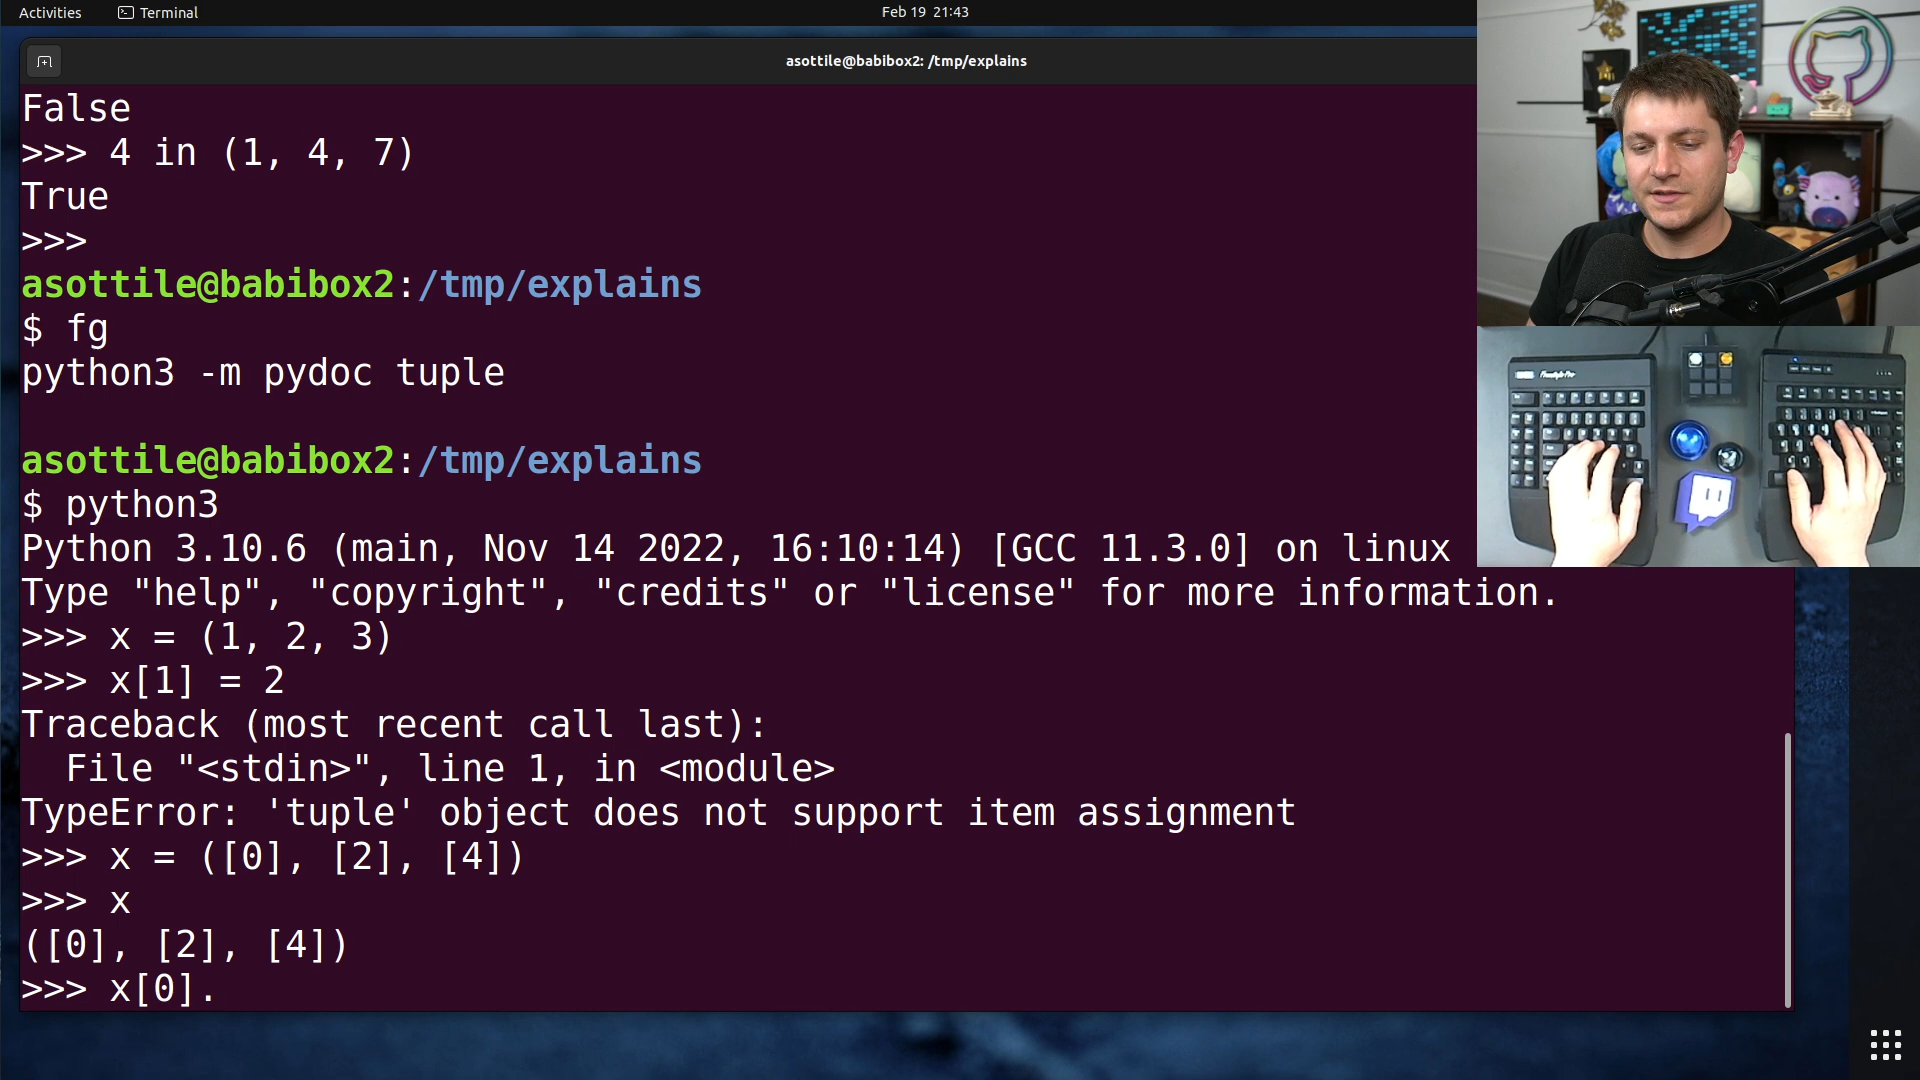 Activities
Terminal
Feb 19 21:43
asottile@babibox2: /tmp/explains
False
>>> 4 in (1, 4, 7)
True
>>>
asottile@babibox2:/tmp/explains
$ fg
python3 -m pydoc tuple
asottile@babibox2:/tmp/explains
$ python3
Python 3.10.6 (main, Nov 14 2022, 16:10:14) [GCC 11.3.0] on linux
Type "help", "copyright", "credits" or "license" for more information.
>>> x = (1, 2, 3)
>>> x[1] = 2
Traceback (most recent call last):
  File "<stdin>", line 1, in <module>
TypeError: 'tuple' object does not support item assignment
>>> x = ([0], [2], [4])
>>> x
([0], [2], [4])
>>> x[0].